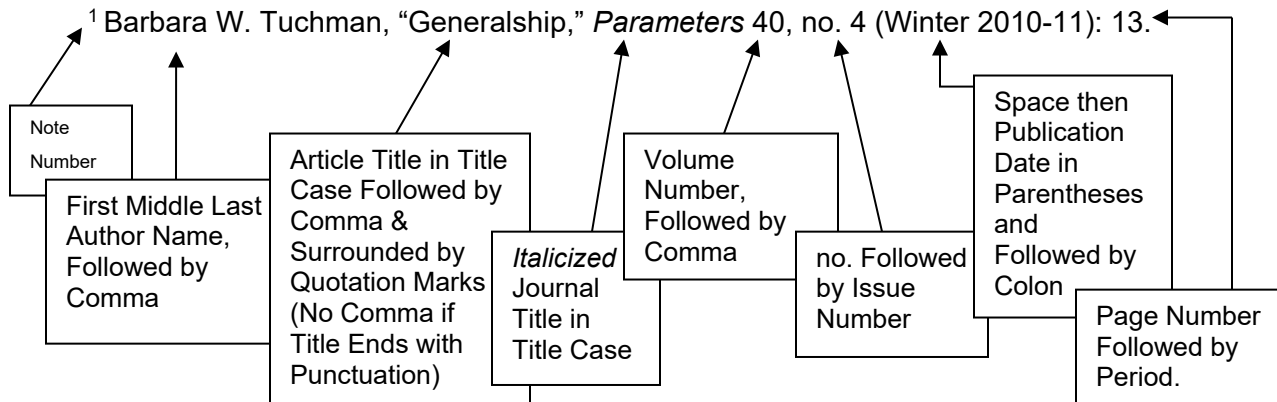 1 Barbara W. Tuchman, “Generalship,” Parameters 40, no. 4 (Winter 2010-11): 13.
Note
Number
First Middle Last
Author Name,
Followed by
Comma
Article Title in Title
Case Followed by
Comma &
Surrounded by
Quotation Marks
(No Comma if
Title Ends with
Punctuation)
Italicized
Journal
Title in
Title Case
Volume
Number,
Followed by
Comma
no. Followed
by Issue
Number
Space then
Publication
Date in
Parentheses
and
Followed by
Colon
Page Number
Followed by
Period.